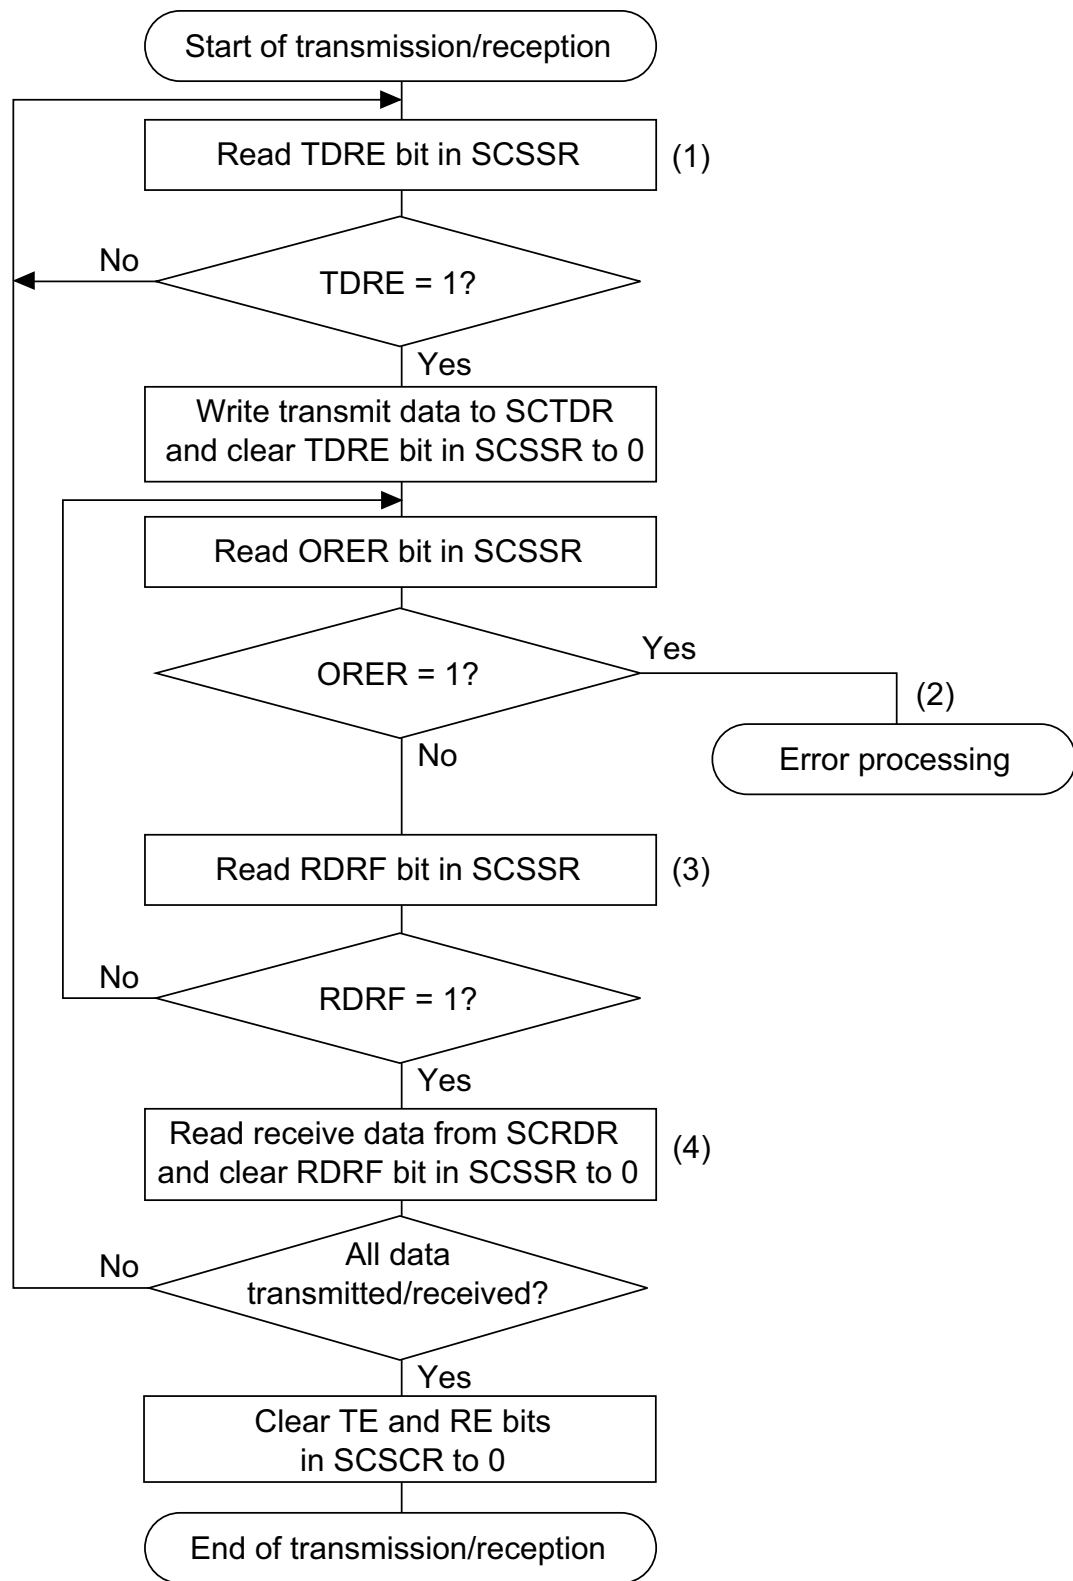 Start of transmission/reception
Read TDRE bit in SCSSR
(1)
No
TDRE = 1?
Yes
Write transmit data to SCTDR
and clear TDRE bit in SCSSR to 0
Read ORER bit in SCSSR
Yes
ORER = 1?
(2)
No
Error processing
Read RDRF bit in SCSSR
(3)
No
RDRF = 1?
Yes
Read receive data from SCRDR
and clear RDRF bit in SCSSR to 0
(4)
All data
No
transmitted/received?
Yes
Clear TE and RE bits
in SCSCR to 0
End of transmission/reception